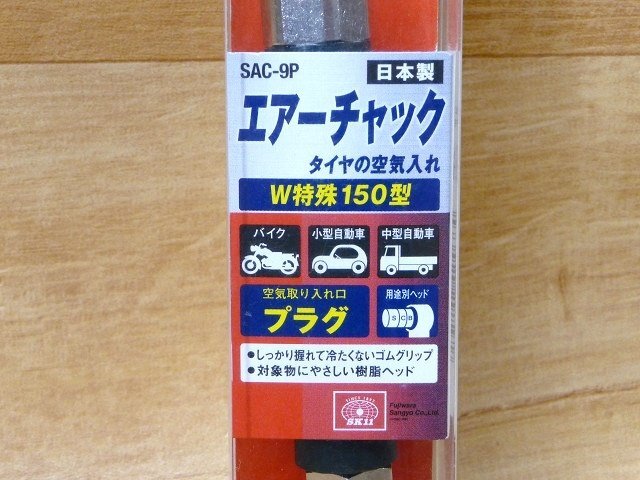 SAC-9P 日本製
エアーチャック
タイヤの空気入れ
W特殊150型
バイク 小型自動車 中型自動車
空気取り入れ口 用途別ヘッド
プラグ
S C B
●しっかり握れて冷たくないゴムグリップ
●対象物にやさしい樹脂ヘッド
SK11
Fujiwara
Sangyo Co.,Ltd.